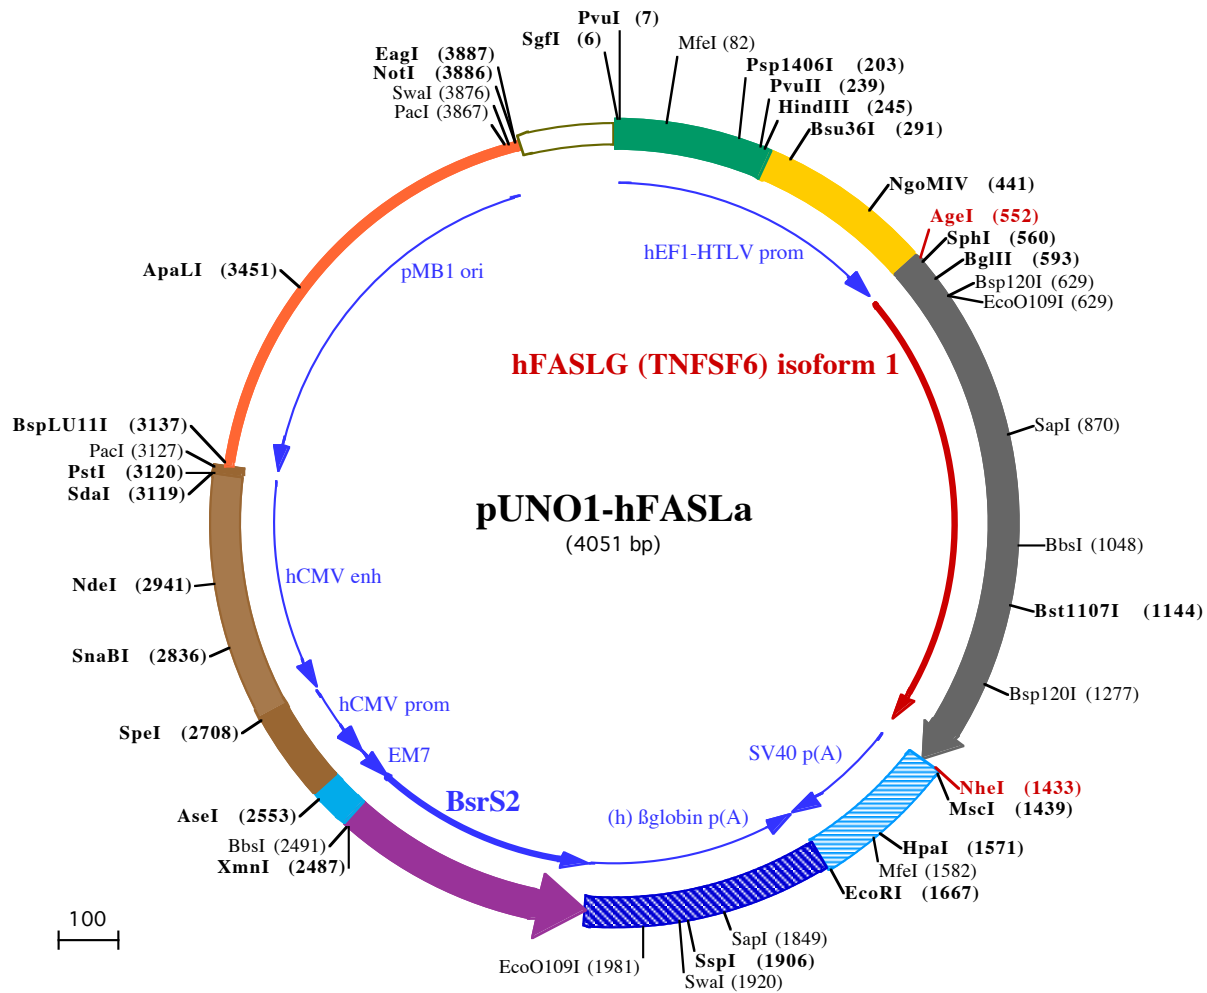 PvuI (7)
SgfI (6)
MfeI (82)
EagI (3887)
NotI (3886)
SwaI (3876)
PacI (3867)
Psp1406I (203)
PvuII (239)
HindIII (245)
Bsu36I (291)
NgoMIV (441)
AgeI (552)
SphI (560)
BglII (593)
Bsp120I (629)
EcoO109I (629)
hEF1-HTLV prom
pMB1 ori
ApaLI (3451)
hFASLG (TNFSF6) isoform 1
SapI (870)
BspLU11I (3137)
PacI (3127)
PstI (3120)
SdaI (3119)
pUNO1-hFASLa
(4051 bp)
BbsI (1048)
hCMV enh
NdeI (2941)
Bst1107I (1144)
SnaBI (2836)
Bsp120I (1277)
hCMV prom
SpeI (2708)
EM7
SV40 p(A)
NheI (1433)
MscI (1439)
BsrS2
(h) ßglobin p(A)
AseI (2553)
BbsI (2491)
XmnI (2487)
HpaI (1571)
MfeI (1582)
EcoRI (1667)
100
SapI (1849)
SspI (1906)
EcoO109I (1981)
SwaI (1920)